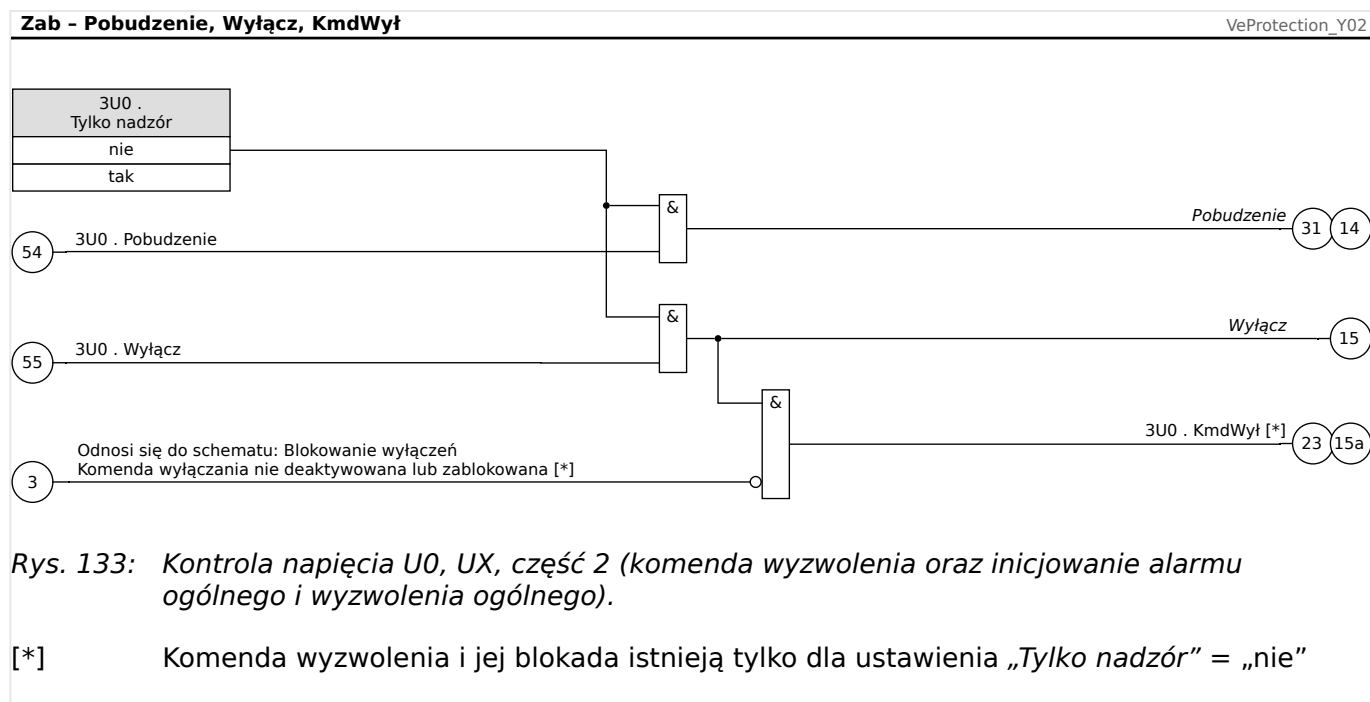 Zab – Pobudzenie, Wyłącz, KmdWył
VeProtection_Y02
3U0 .
Tylko nadzór
nie
tak
&
Pobudzenie
31
14
54
3U0 . Pobudzenie
&
Wyłącz
15
55
3U0 . Wyłącz
&
3U0 . KmdWył [*]
23
15a
Odnosi się do schematu: Blokowanie wyłączeń
Komenda wyłączania nie deaktywowana lub zablokowana [*]
3
Rys. 133: Kontrola napięcia U0, UX, część 2 (komenda wyzwolenia oraz inicjowanie alarmu
ogólnego i wyzwolenia ogólnego).
[*] Komenda wyzwolenia i jej blokada istnieją tylko dla ustawienia „Tylko nadzór” = „nie”